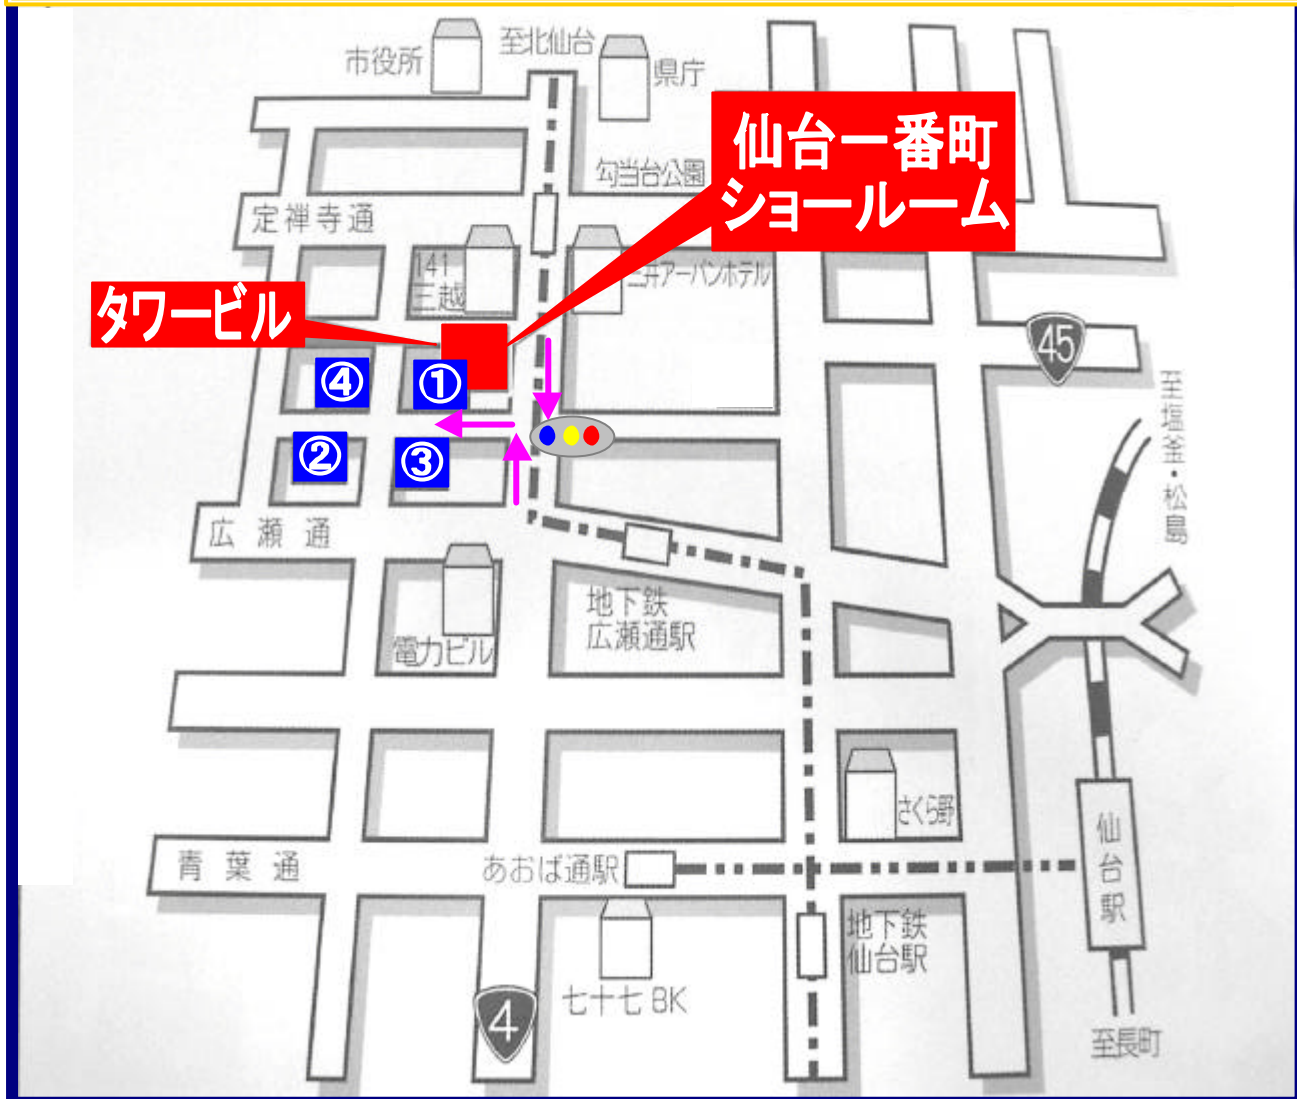 市役所
至北仙台
県庁
仙台一番町
ショールーム
勾当台公園
定禅寺通
141
三越
三井アーバンホテル
タワービル
45
④
①
至塩釜・松島
②
③
広瀬通
地下鉄
広瀬通駅
電力ビル
さくら野
仙台駅
青葉通
あおば通駅
地下鉄
仙台駅
七十七 BK
4
至長町